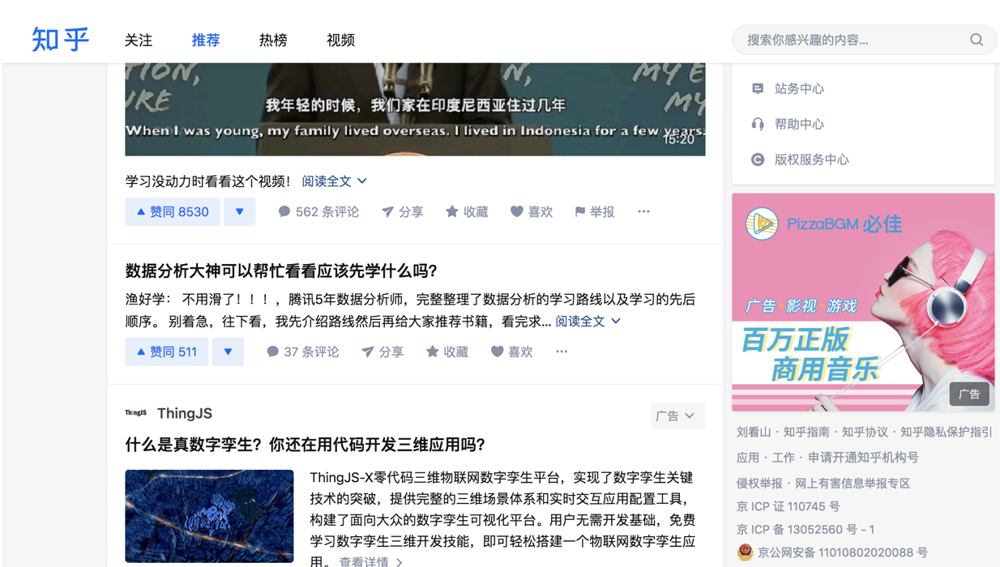 知乎
关注
推荐
热榜
视频
搜索你感兴趣的内容...
TION,
N,
MY E
URE
MY
我年轻的时候，我们家在印度尼西亚住过几年
When I was young, my family lived overseas. I lived in Indonesia for a few years.
15:20
学习没动力时看看这个视频！ 阅读全文
赞同 8530
562 条评论
分享
收藏
喜欢
举报
数据分析大神可以帮忙看看应该先学什么吗?
渔好学： 不用滑了！！！，腾讯5年数据分析师，完整整理了数据分析的学习路线以及学习的先后
顺序。 别着急，往下看，我先介绍路线然后再给大家推荐书籍，看完求... 阅读全文
赞同 511
37 条评论
分享
收藏
喜欢
ThingJS
ThingJS
广告
什么是真数字孪生？你还在用代码开发三维应用吗?
ThingJS-X零代码三维物联网数字孪生平台，实现了数字孪生关键
技术的突破，提供完整的三维场景体系和实时交互应用配置工具，
构建了面向大众的数字孪生可视化平台。用户无需开发基础，免费
学习数字孪生三维开发技能，即可轻松搭建一个物联网数字孪生应
用。 查看详情
站务中心
帮助中心
版权服务中心
PizzaBGM 必佳
广告·影视·游戏
百万正版
商用音乐
广告
刘看山 · 知乎指南 · 知乎协议 · 知乎隐私保护指引
应用 · 工作 · 申请开通知乎机构号
侵权举报 · 网上有害信息举报专区
京 ICP 证 110745 号
京 ICP 备 13052560 号 - 1
京公网安备 11010802020088 号